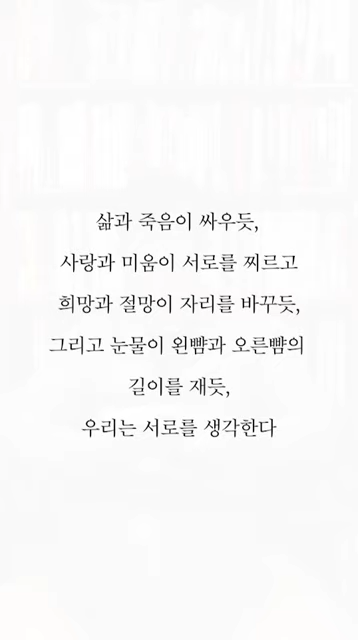 삶과 죽음이 싸우듯,
사랑과 미움이 서로를 찌르고
희망과 절망이 자리를 바꾸듯,
그리고 눈물이 왼뺨과 오른뺨의
길이를 재듯,
우리는 서로를 생각한다